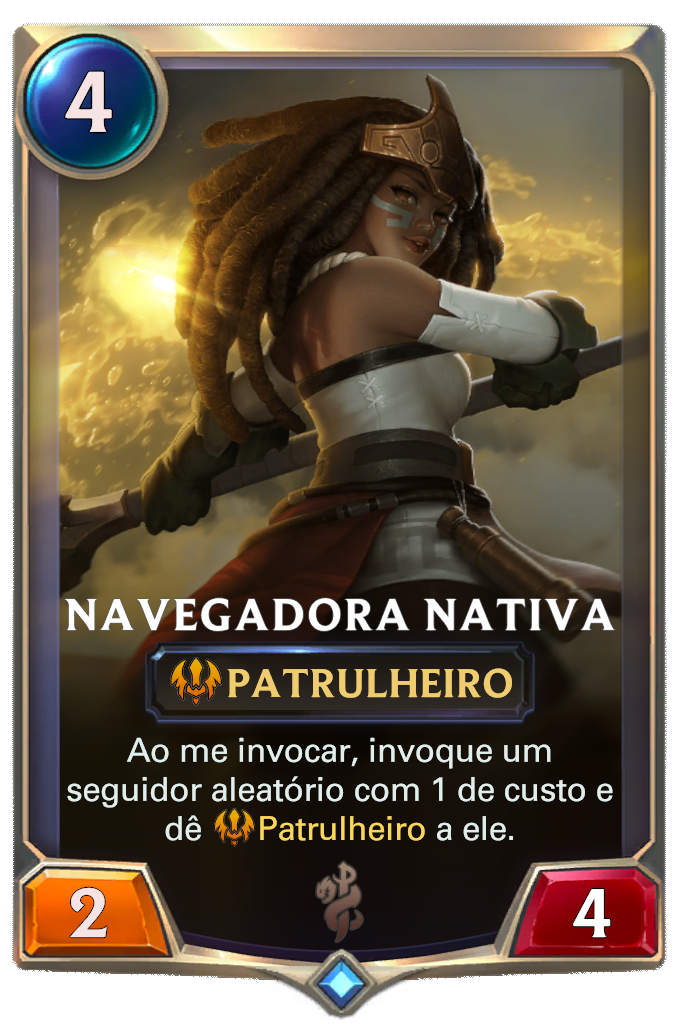 4
NAVEGADORA NATIVA
PATRULHEIRO
Ao me invocar, invoque um
seguidor aleatório com 1 de custo e
dê Patrulheiro a ele.
2
4